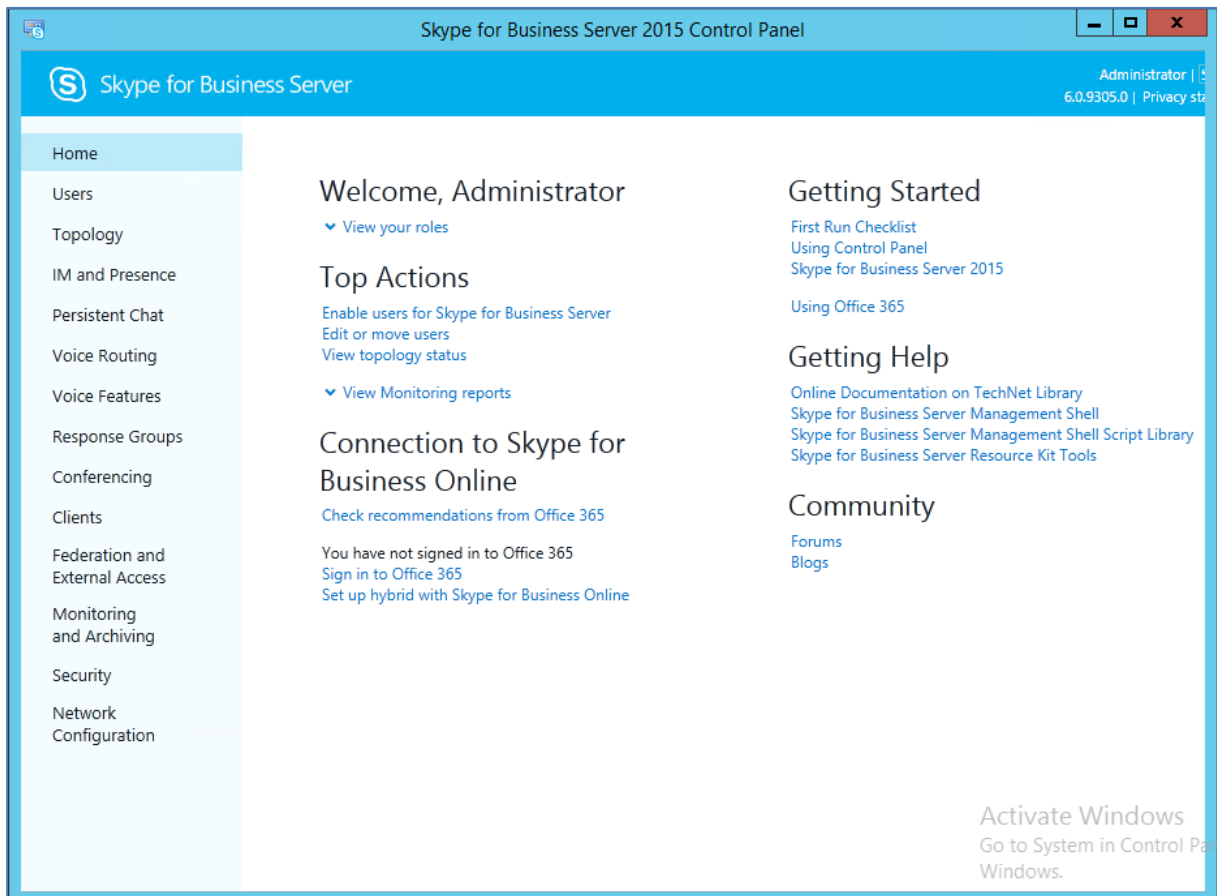 Skype for Business Server 2015 Control Panel
Skype for Business Server
Administrator |
6.0.9305.0 | Privacy
Home
Users
Topology
IM and Presence
Persistent Chat
Voice Routing
Voice Features
Response Groups
Conferencing
Clients
Federation and
External Access
Monitoring
and Archiving
Security
Network
Configuration
Welcome, Administrator
View your roles
Top Actions
Enable users for Skype for Business Server
Edit or move users
View topology status
View Monitoring reports
Connection to Skype for
Business Online
Check recommendations from Office 365
You have not signed in to Office 365
Sign in to Office 365
Set up hybrid with Skype for Business Online
Getting Started
First Run Checklist
Using Control Panel
Skype for Business Server 2015
Using Office 365
Getting Help
Online Documentation on TechNet Library
Skype for Business Server Management Shell
Skype for Business Server Management Shell Script Library
Skype for Business Server Resource Kit Tools
Community
Forums
Blogs
Activate Windows
Go to System in Control
Windows.